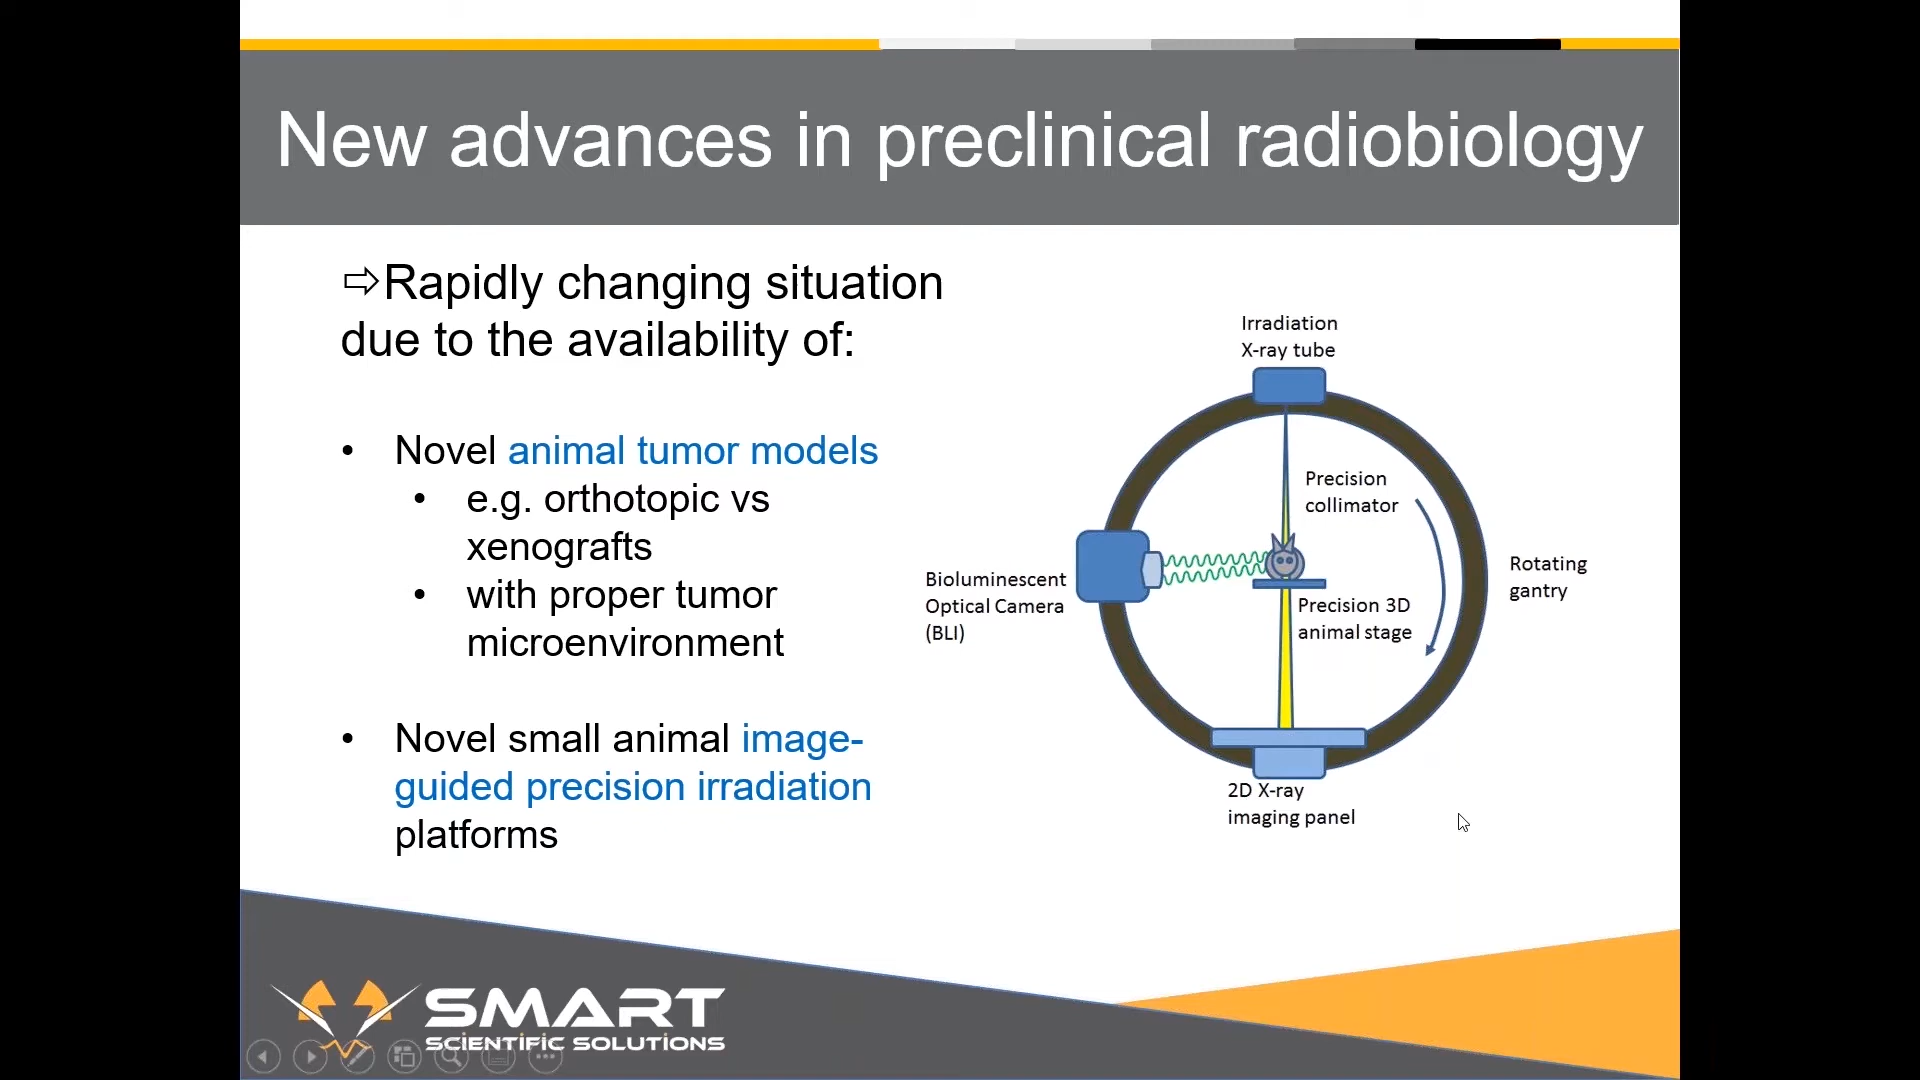 New advances in preclinical radiobiology
⇨Rapidly changing situation
due to the availability of:
• Novel animal tumor models
• e.g. orthotopic vs
xenografts
• with proper tumor
microenvironment
• Novel small animal image-
guided precision irradiation
platforms
Irradiation
X-ray tube
Precision
collimator
Rotating
gantry
Bioluminescent
Optical Camera
(BLI)
Precision 3D
animal stage
2D X-ray
imaging panel
SMART
SCIENTIFIC SOLUTIONS